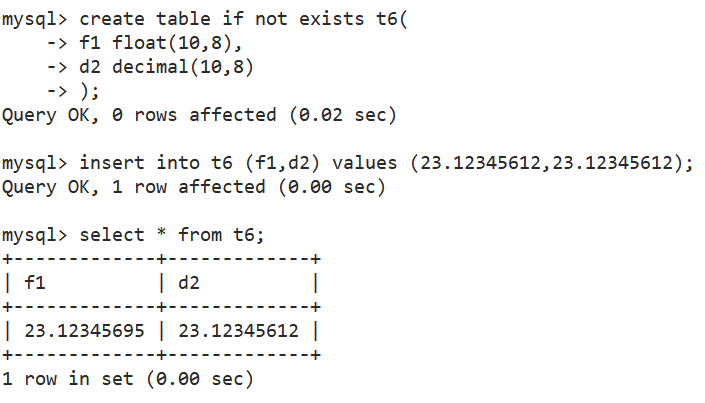 mysql> create table if not exists t6(
    -> f1 float(10,8),
    -> d2 decimal(10,8)
    -> );
Query OK, 0 rows affected (0.02 sec)

mysql> insert into t6 (f1,d2) values (23.12345612,23.12345612);
Query OK, 1 row affected (0.00 sec)

mysql> select * from t6;
+-------------+-------------+
| f1          | d2          |
+-------------+-------------+
| 23.12345695 | 23.12345612 |
+-------------+-------------+
1 row in set (0.00 sec)